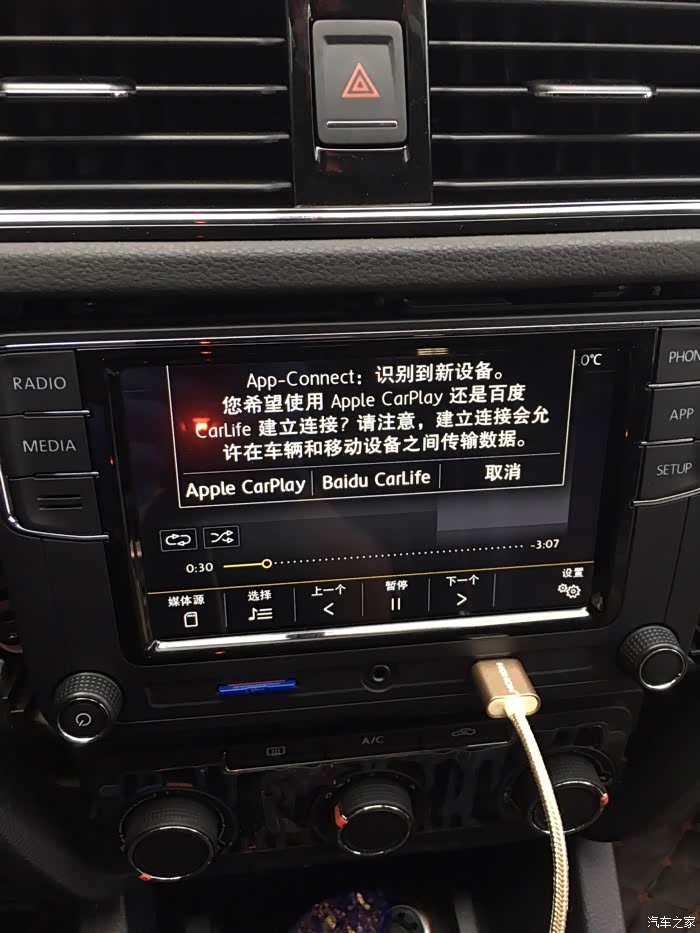 RADIO
MEDIA
App-Connect：识别到新设备。
您希望使用 Apple CarPlay 还是百度
CarLife 建立连接？请注意，建立连接会允
许在车辆和移动设备之间传输数据。
Apple CarPlay
Baidu CarLife
取消
.0℃
PHON
APP
SETUP
0:30
-3:07
媒体源
选择
上一个
暂停
下一个
设置
A/C
汽车之家